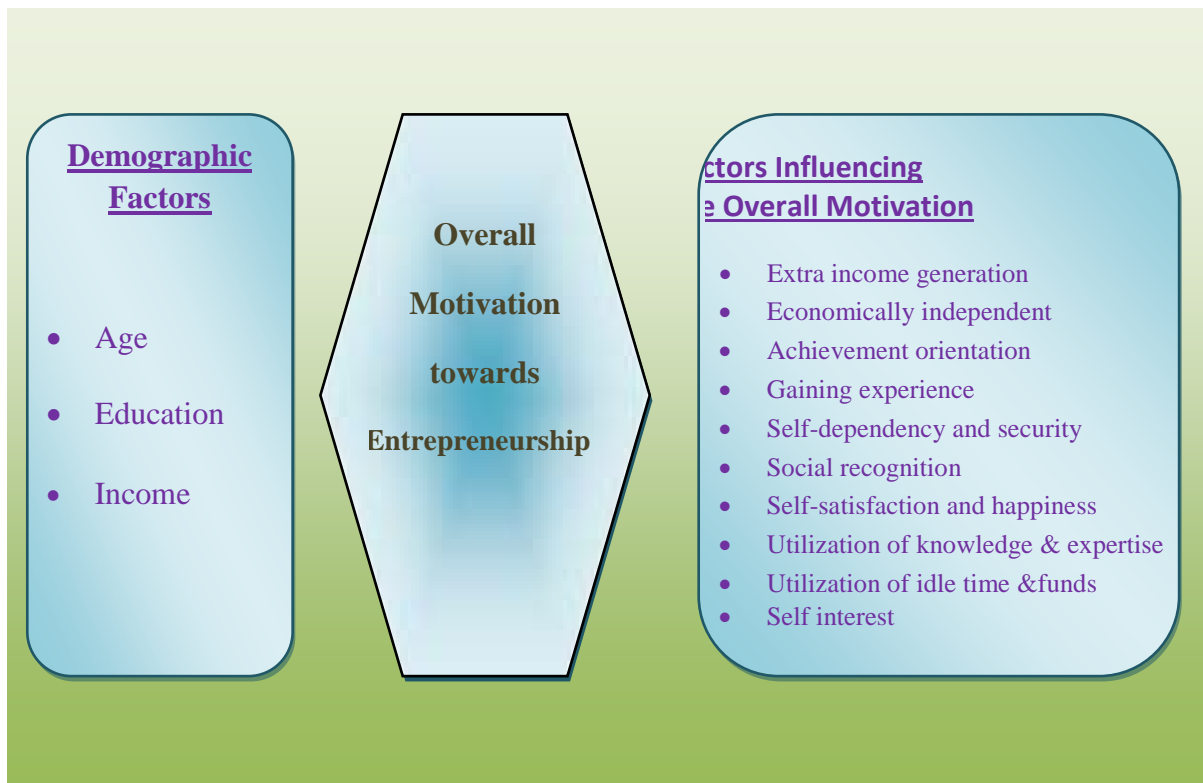 Demographic
Factors
• Age
• Education
• Income
Overall
Motivation
towards
Entrepreneurship
ctors Influencing
e Overall Motivation
• Extra income generation
• Economically independent
• Achievement orientation
• Gaining experience
• Self-dependency and security
• Social recognition
• Self-satisfaction and happiness
• Utilization of knowledge & expertise
• Utilization of idle time &funds
• Self interest